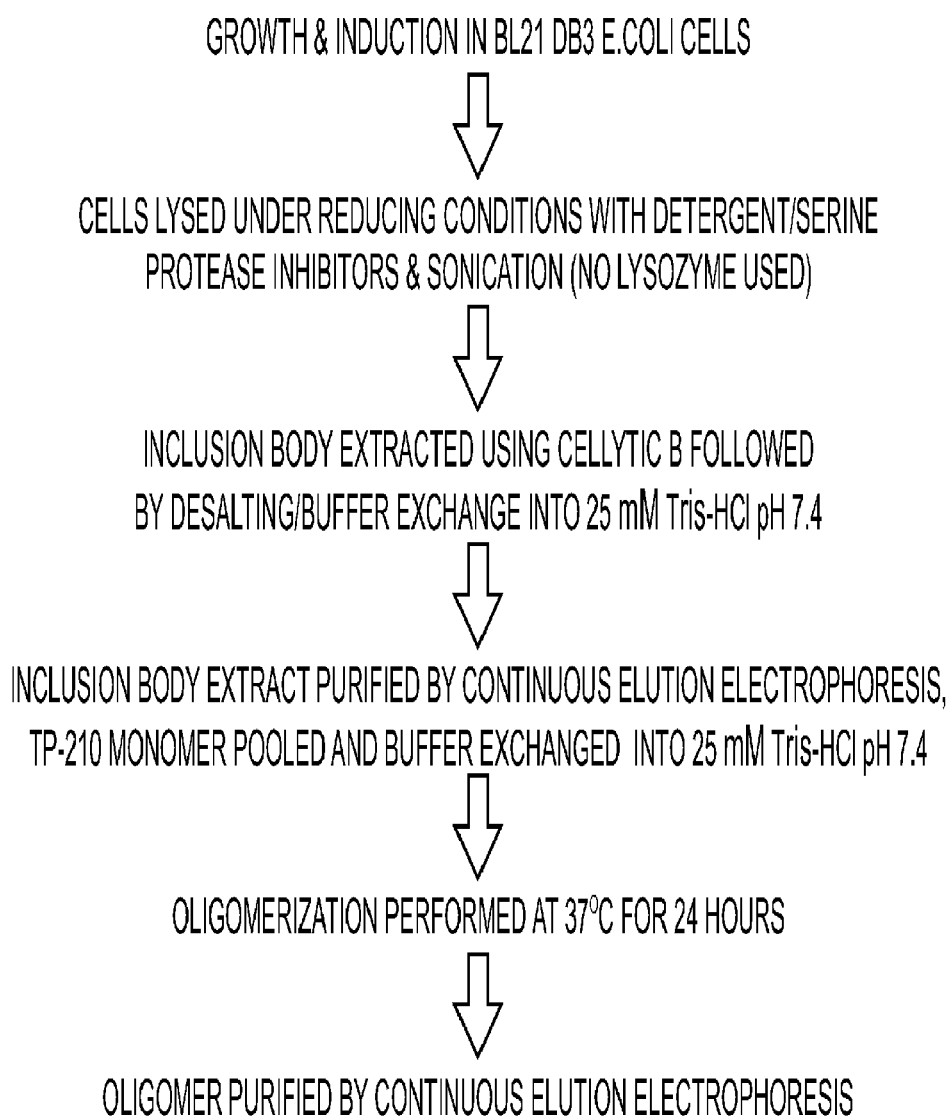 GROWTH & INDUCTION IN BL21 DB3 E.COLI CELLS
CELLS LYSED UNDER REDUCING CONDITIONS WITH DETERGENT/SERINE
PROTEASE INHIBITORS & SONICATION (NO LYSOZYME USED)
INCLUSION BODY EXTRACTED USING CELLYTIC B FOLLOWED
BY DESALTING/BUFFER EXCHANGE INTO 25 mM Tris-HCl pH 7.4
INCLUSION BODY EXTRACT PURIFIED BY CONTINUOUS ELUTION ELECTROPHORESIS,
TP-210 MONOMER POOLED AND BUFFER EXCHANGED INTO 25 mM Tris-HCl pH 7.4
OLIGOMERIZATION PERFORMED AT 37°C FOR 24 HOURS
OLIGOMER PURIFIED BY CONTINUOUS ELUTION ELECTROPHORESIS